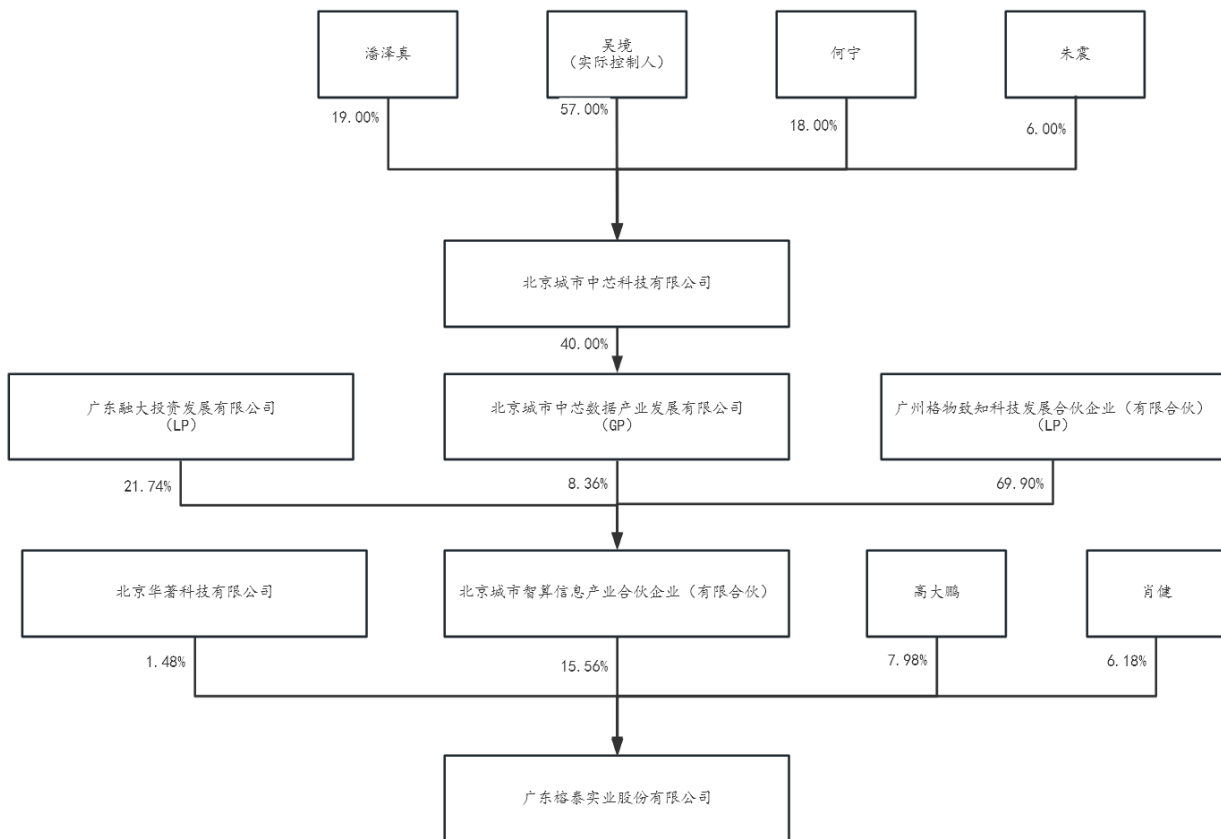 潘泽真
吴境
（实际控制人）
何宁
朱震
19.00%
57.00%
18.00%
6.00%
北京城市中芯科技有限公司
40.00%
广东融大投资发展有限公司
（LP）
北京城市中芯数据产业发展有限公司
（GP）
广州格物致知科技发展合伙企业（有限合伙）
（LP）
21.74%
8.36%
69.90%
北京华著科技有限公司
北京城市智算信息产业合伙企业（有限合伙）
高大鹏
肖健
1.48%
15.56%
7.98%
6.18%
广东榕泰实业股份有限公司